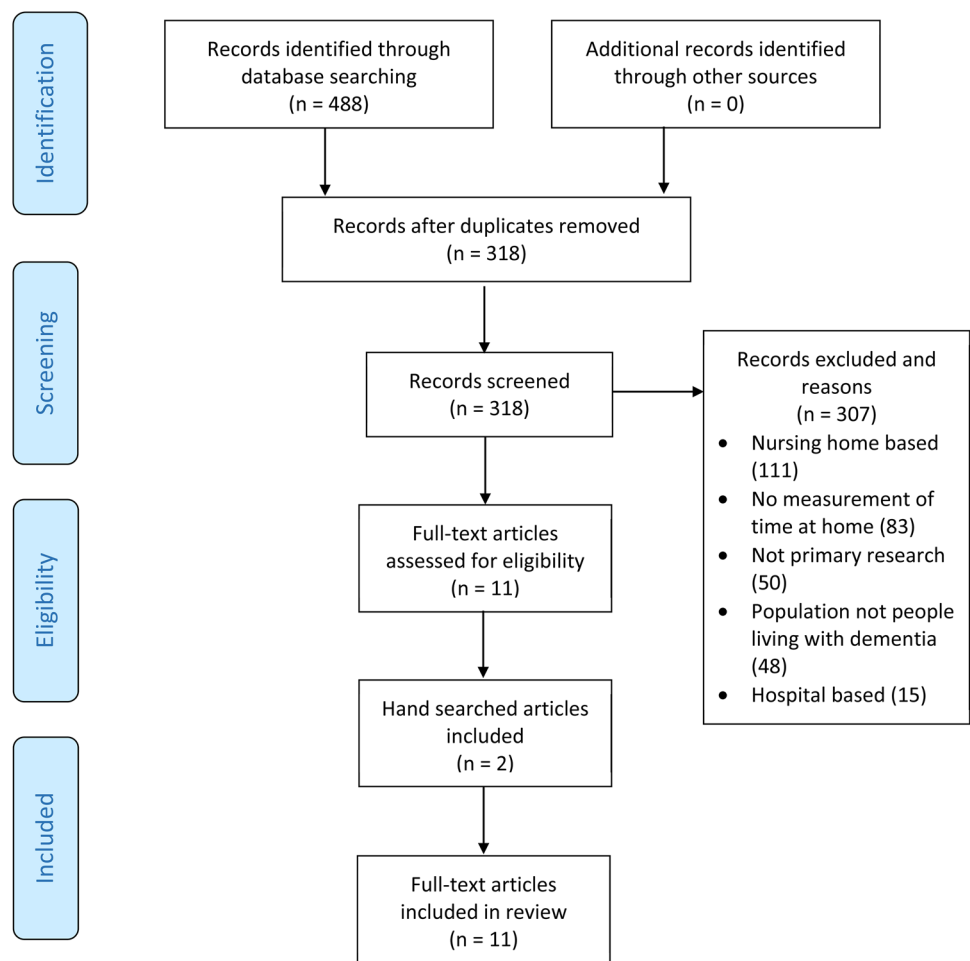 Identification
Records identified through
database searching
(n = 488)
Additional records identified
through other sources
(n = 0)
Records after duplicates removed
(n = 318)
Screening
Records screened
(n = 318)
Records excluded and
reasons
(n = 307)
• Nursing home based
(111)
• No measurement of
time at home (83)
• Not primary research
(50)
• Population not people
living with dementia
(48)
• Hospital based (15)
Eligibility
Full-text articles
assessed for eligibility
(n = 11)
Hand searched articles
included
(n = 2)
Included
Full-text articles
included in review
(n = 11)